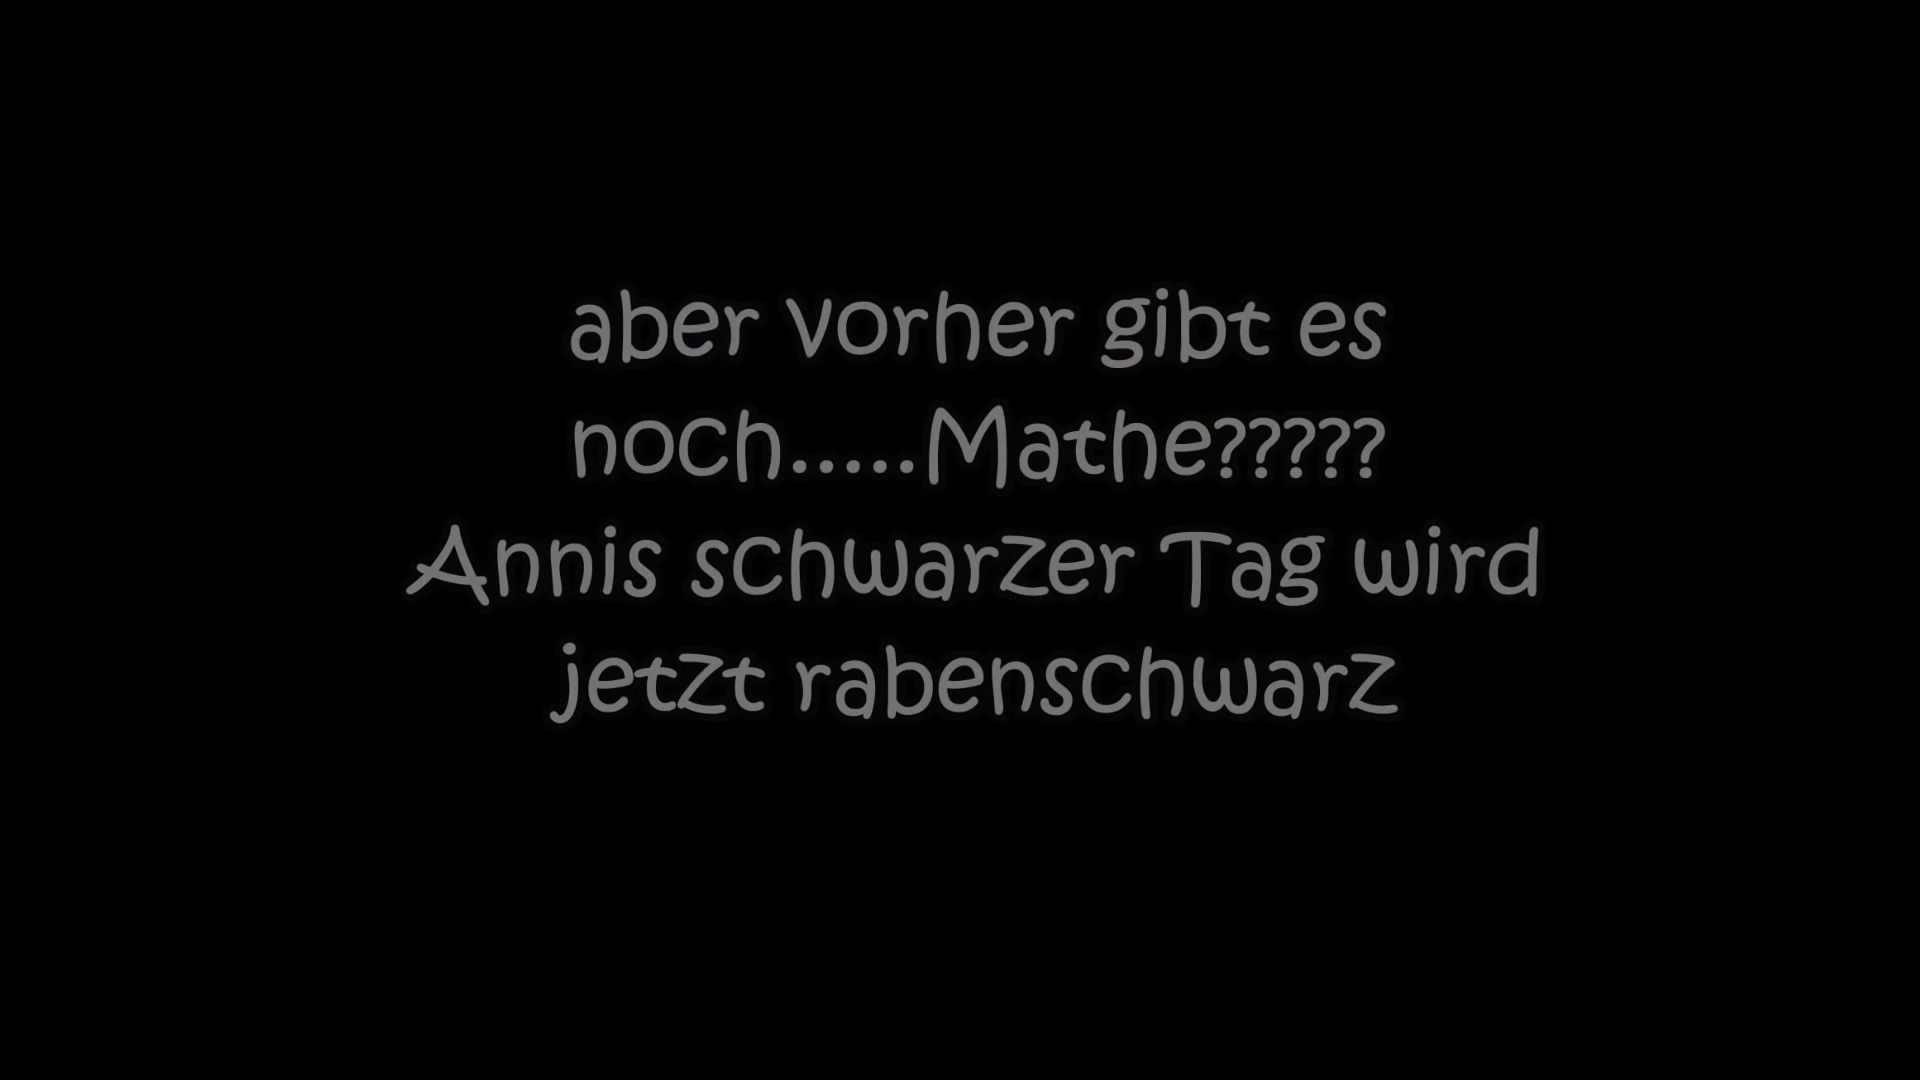 aber vorher gibt es
noch.....Mathe?????
Annis schwarzer Tag wird
jetzt rabenschwarz